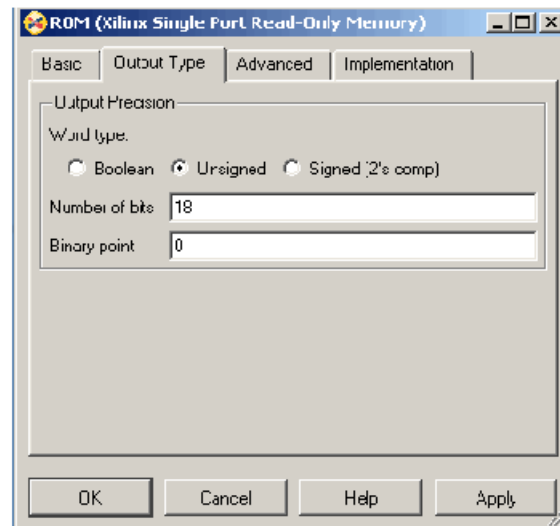 ROM (Xilinx Single Port Read-Only Memory)
Basic Output Type Advanced Implementation
Output Precision
Word type:
Boolean Unsigned Signed (2's comp)
Number of bits 18
Binary point 0
OK Cancel Help Apply